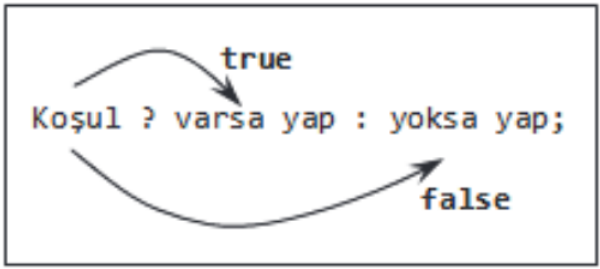 true
Koşul ? varsa yap : yoksa yap;
false